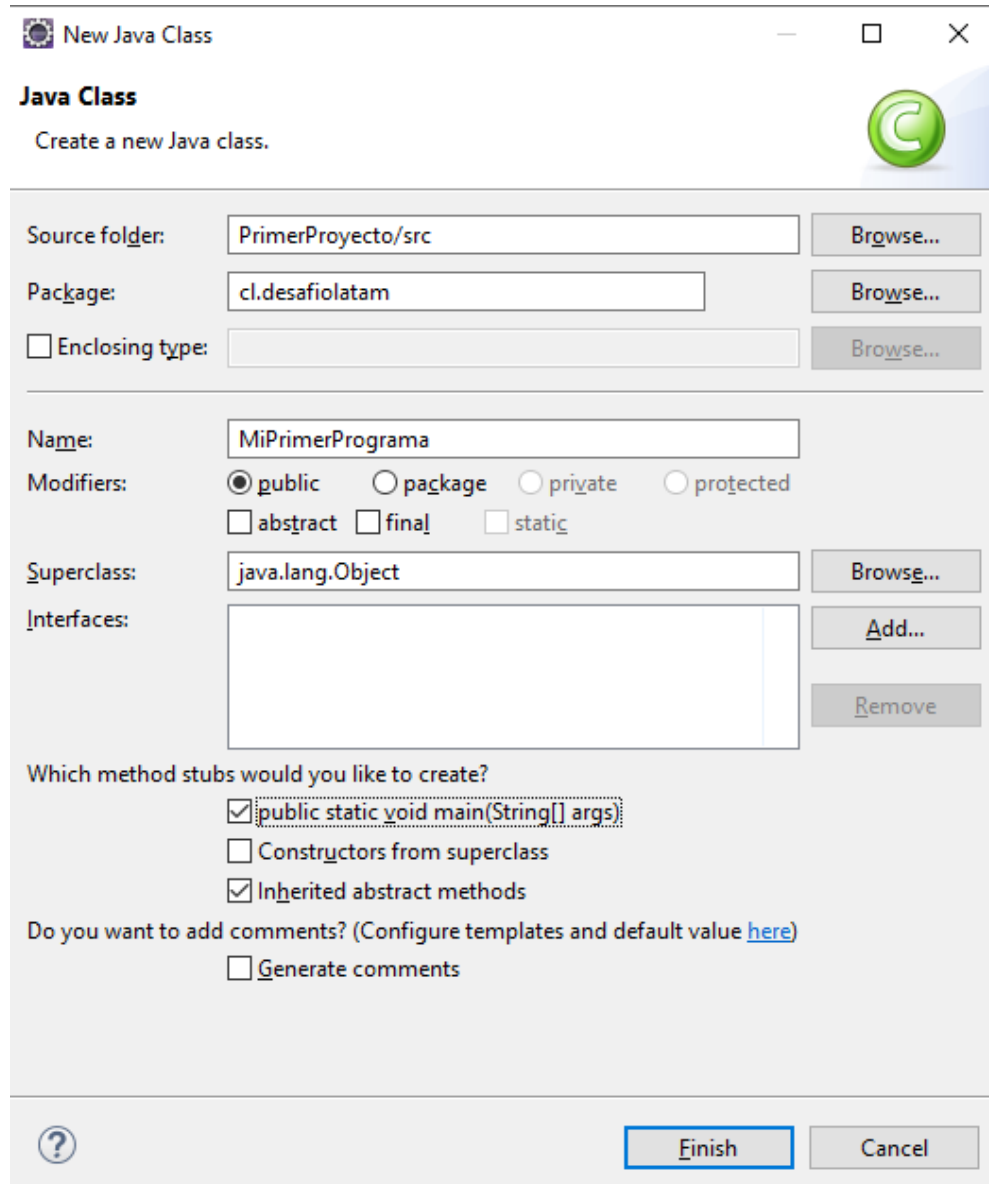 New Java Class
Java Class
Create a new Java class.
Source folder: PrimerProyecto/src Browse...
Package: cl.desafiolatam Browse...
Enclosing type: Browse...
Name: MiPrimerPrograma
Modifiers: public package private protected
abstract final static
Superclass: java.lang.Object Browse...
Interfaces: Add...
Remove
Which method stubs would you like to create?
public static void main(String[] args)
Constructors from superclass
Inherited abstract methods
Do you want to add comments? (Configure templates and default value here)
Generate comments
Finish Cancel